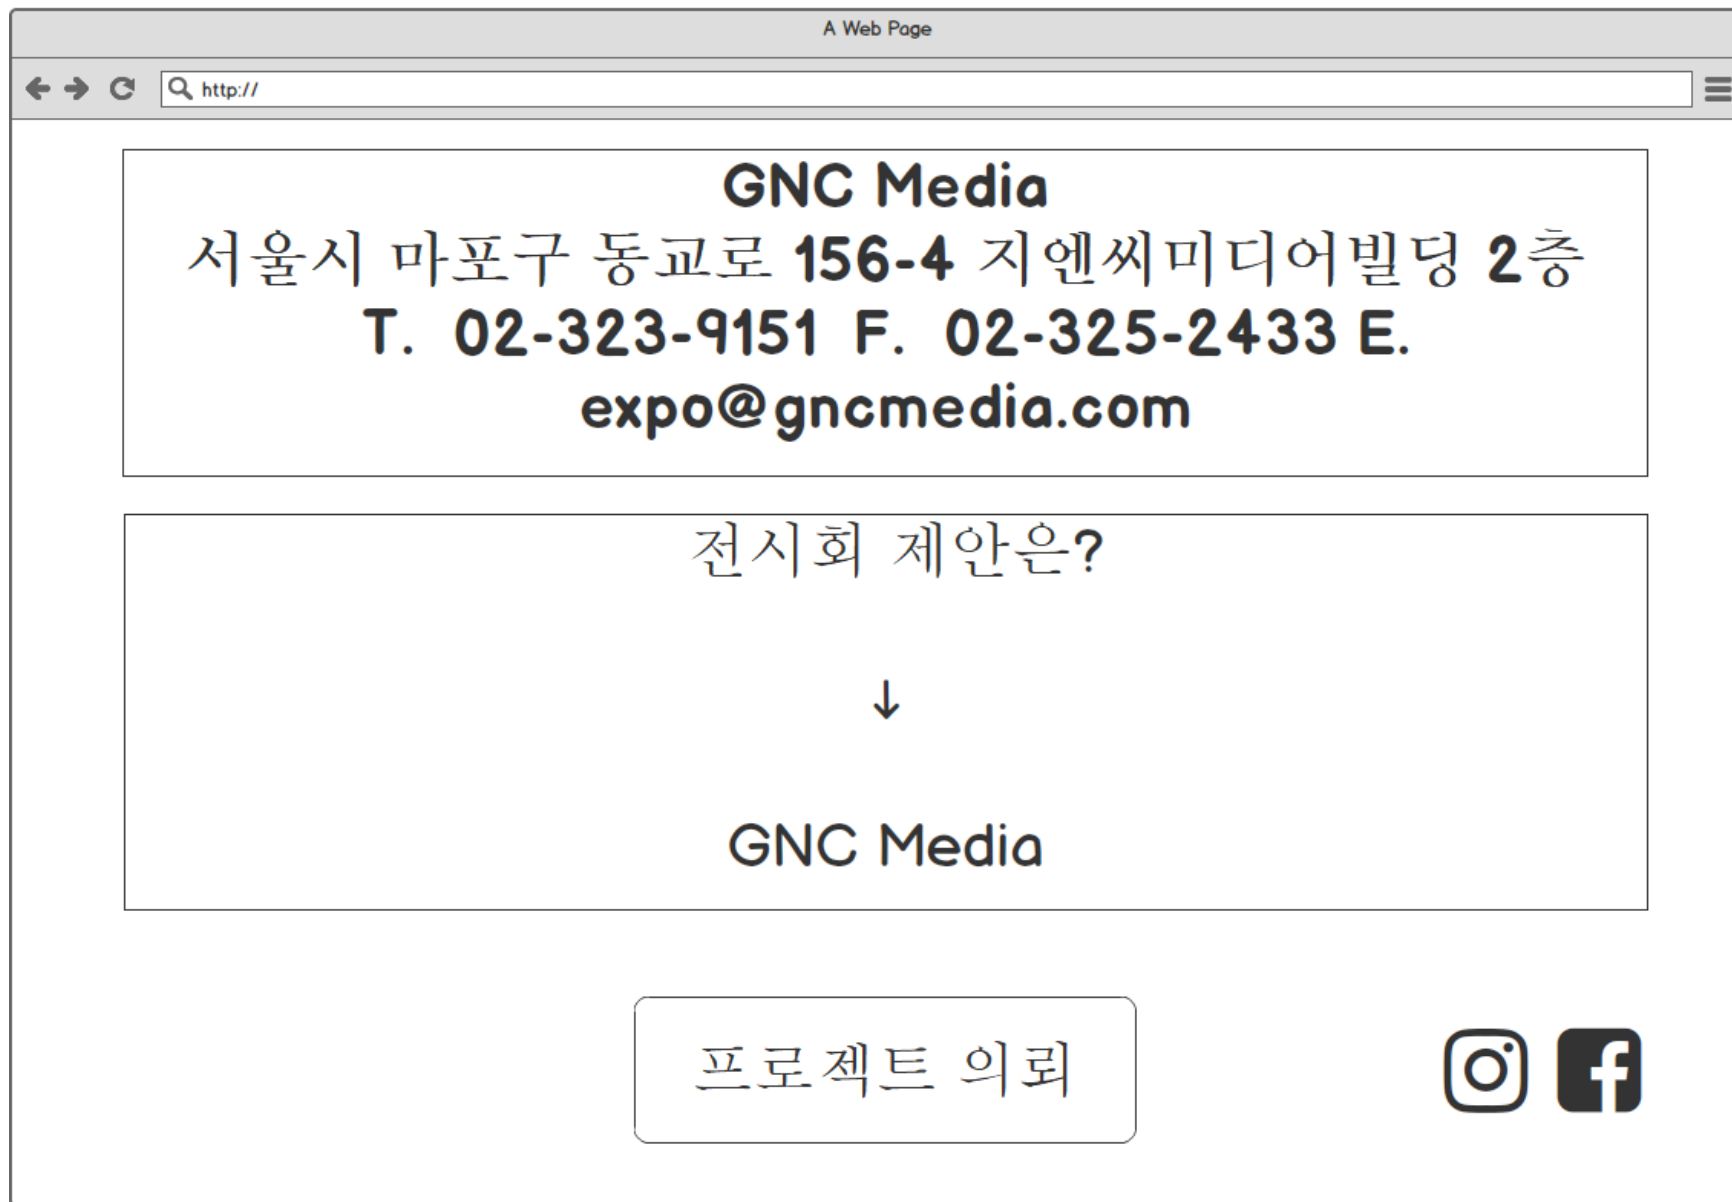 A Web Page
http://
GNC Media
서울시 마포구 동교로 156-4 지엔씨미디어빌딩 2층
T. 02-323-9151 F. 02-325-2433 E.
expo@gncmedia.com
전시회 제안은?
↓
GNC Media
프로젝트 의뢰